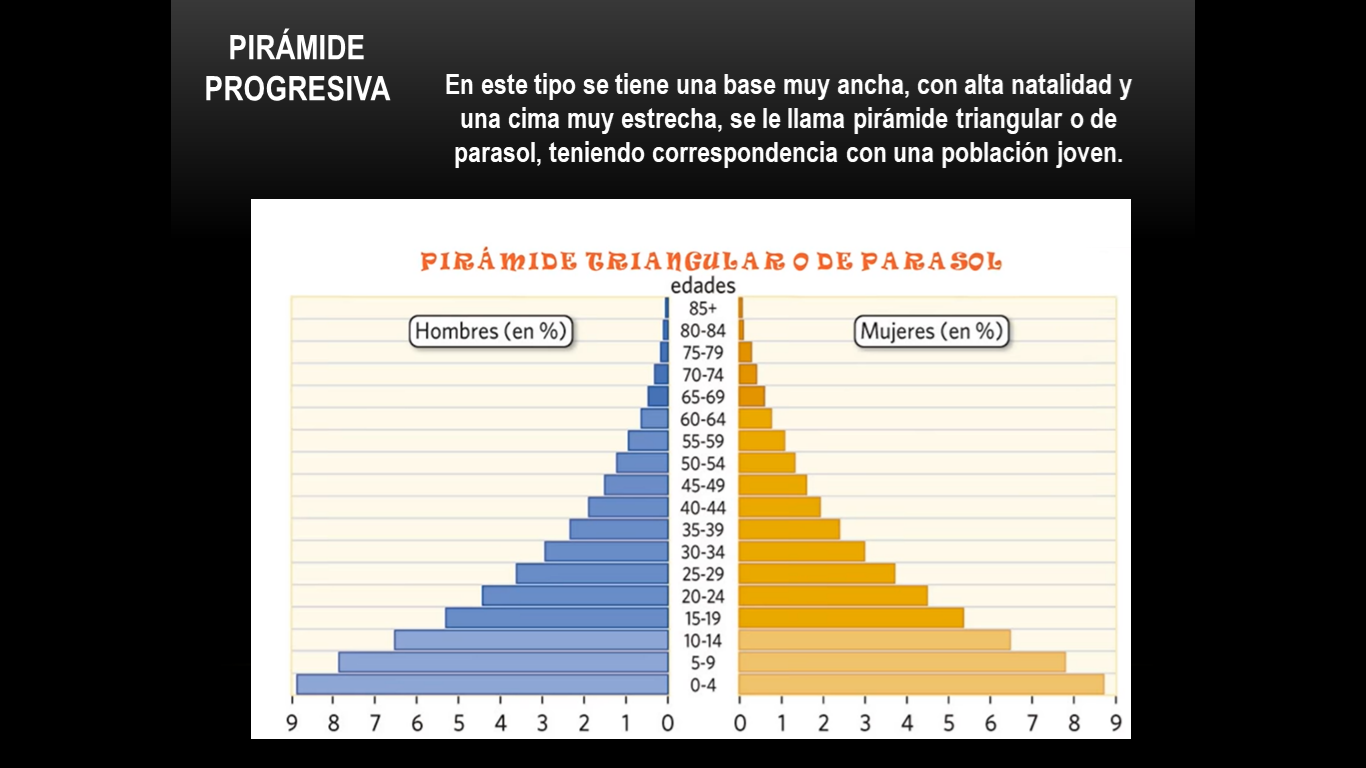 PIRÁMIDE
PROGRESIVA
En este tipo se tiene una base muy ancha, con alta natalidad y
una cima muy estrecha, se le llama pirámide triangular o de
parasol, teniendo correspondencia con una población joven.
PIRÁMIDE TRIANGULAR O DE PARASOL
edades
85+
Hombres (en %)
80-84
Mujeres (en %)
75-79
70-74
65-69
60-64
55-59
50-54
45-49
40-44
35-39
30-34
25-29
20-24
15-19
10-14
5-9
0-4
9 8 7 6 5 4 3 2 1 0 0 1 2 3 4 5 6 7 8 9